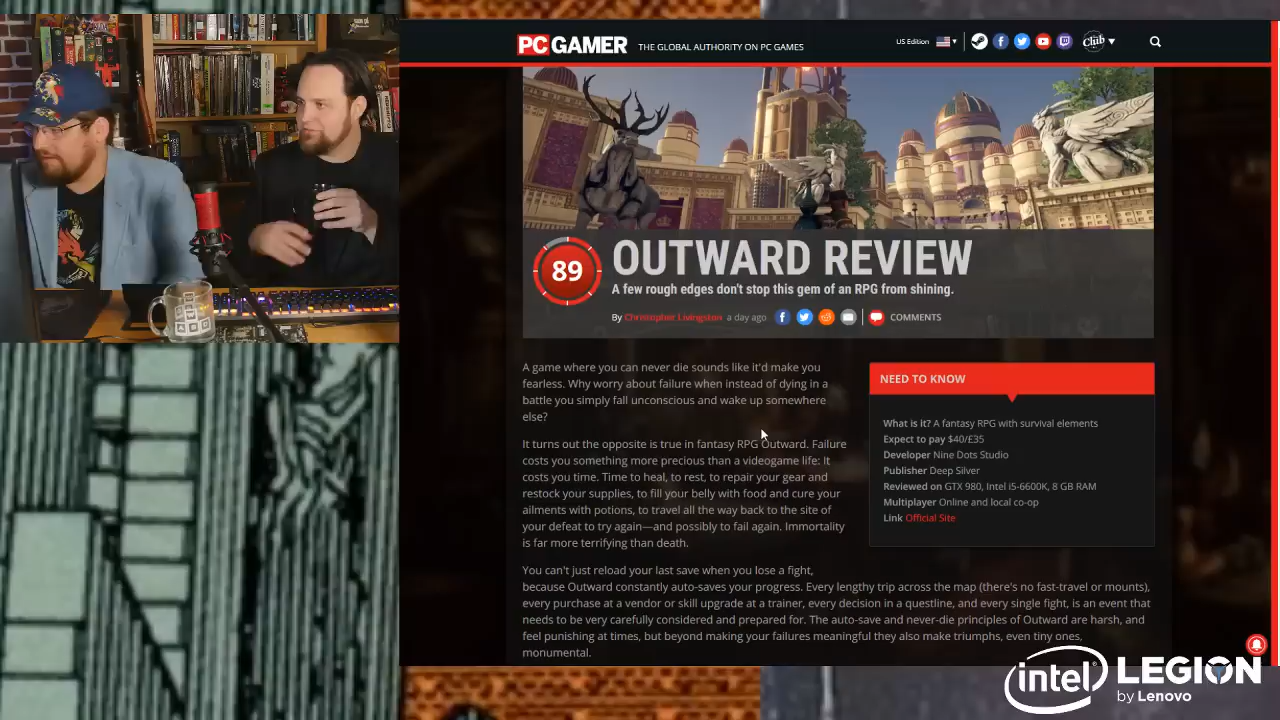 PC GAMER THE GLOBAL AUTHORITY ON PC GAMES
US Edition
club
89
OUTWARD REVIEW
A few rough edges don't stop this gem of an RPG from shining.
By Christopher Livingston a day ago
COMMENTS
A game where you can never die sounds like it'd make you
fearless. Why worry about failure when instead of dying in a
battle you simply fall unconscious and wake up somewhere
else?
It turns out the opposite is true in fantasy RPG Outward. Failure
costs you something more precious than a videogame life: It
costs you time. Time to heal, to rest, to repair your gear and
restock your supplies, to fill your belly with food and cure your
ailments with potions, to travel all the way back to the site of
your defeat to try again—and possibly to fail again. Immortality
is far more terrifying than death.
You can't just reload your last save when you lose a fight,
because Outward constantly auto-saves your progress. Every lengthy trip across the map (there's no fast-travel or mounts),
every purchase at a vendor or skill upgrade at a trainer, every decision in a questline, and every single fight, is an event that
needs to be very carefully considered and prepared for. The auto-save and never-die principles of Outward are harsh, and
feel punishing at times, but beyond making your failures meaningful they also make triumphs, even tiny ones,
monumental.
NEED TO KNOW
What is it? A fantasy RPG with survival elements
Expect to pay $40/£35
Developer Nine Dots Studio
Publisher Deep Silver
Reviewed on GTX 980, Intel i5-6600K, 8 GB RAM
Multiplayer Online and local co-op
Link Official Site
intel LEGION
by Lenovo